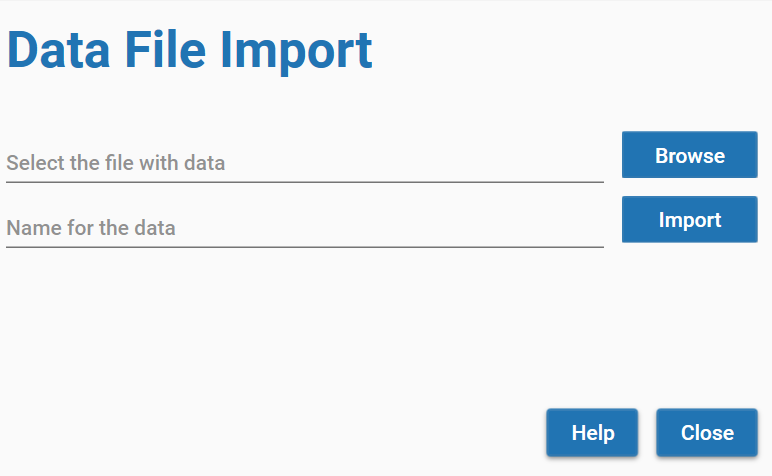 Data File Import
Select the file with data
Browse
Name for the data
Import
Help
Close